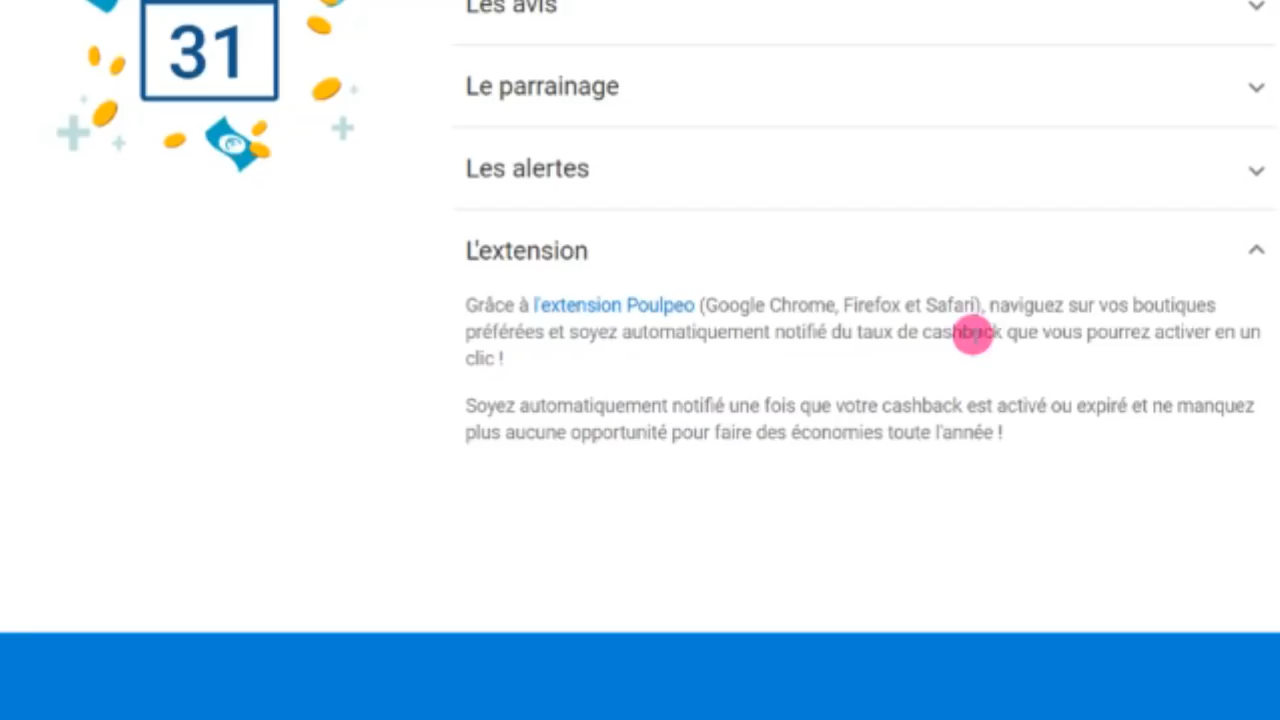 31
Les avis
Le parrainage
Les alertes
L'extension
Grâce à l'extension Poulpeo (Google Chrome, Firefox et Safari), naviguez sur vos boutiques
préférées et soyez automatiquement notifié du taux de cashback que vous pourrez activer en un
clic !
Soyez automatiquement notifié une fois que votre cashback est activé ou expiré et ne manquez
plus aucune opportunité pour faire des économies toute l'année !